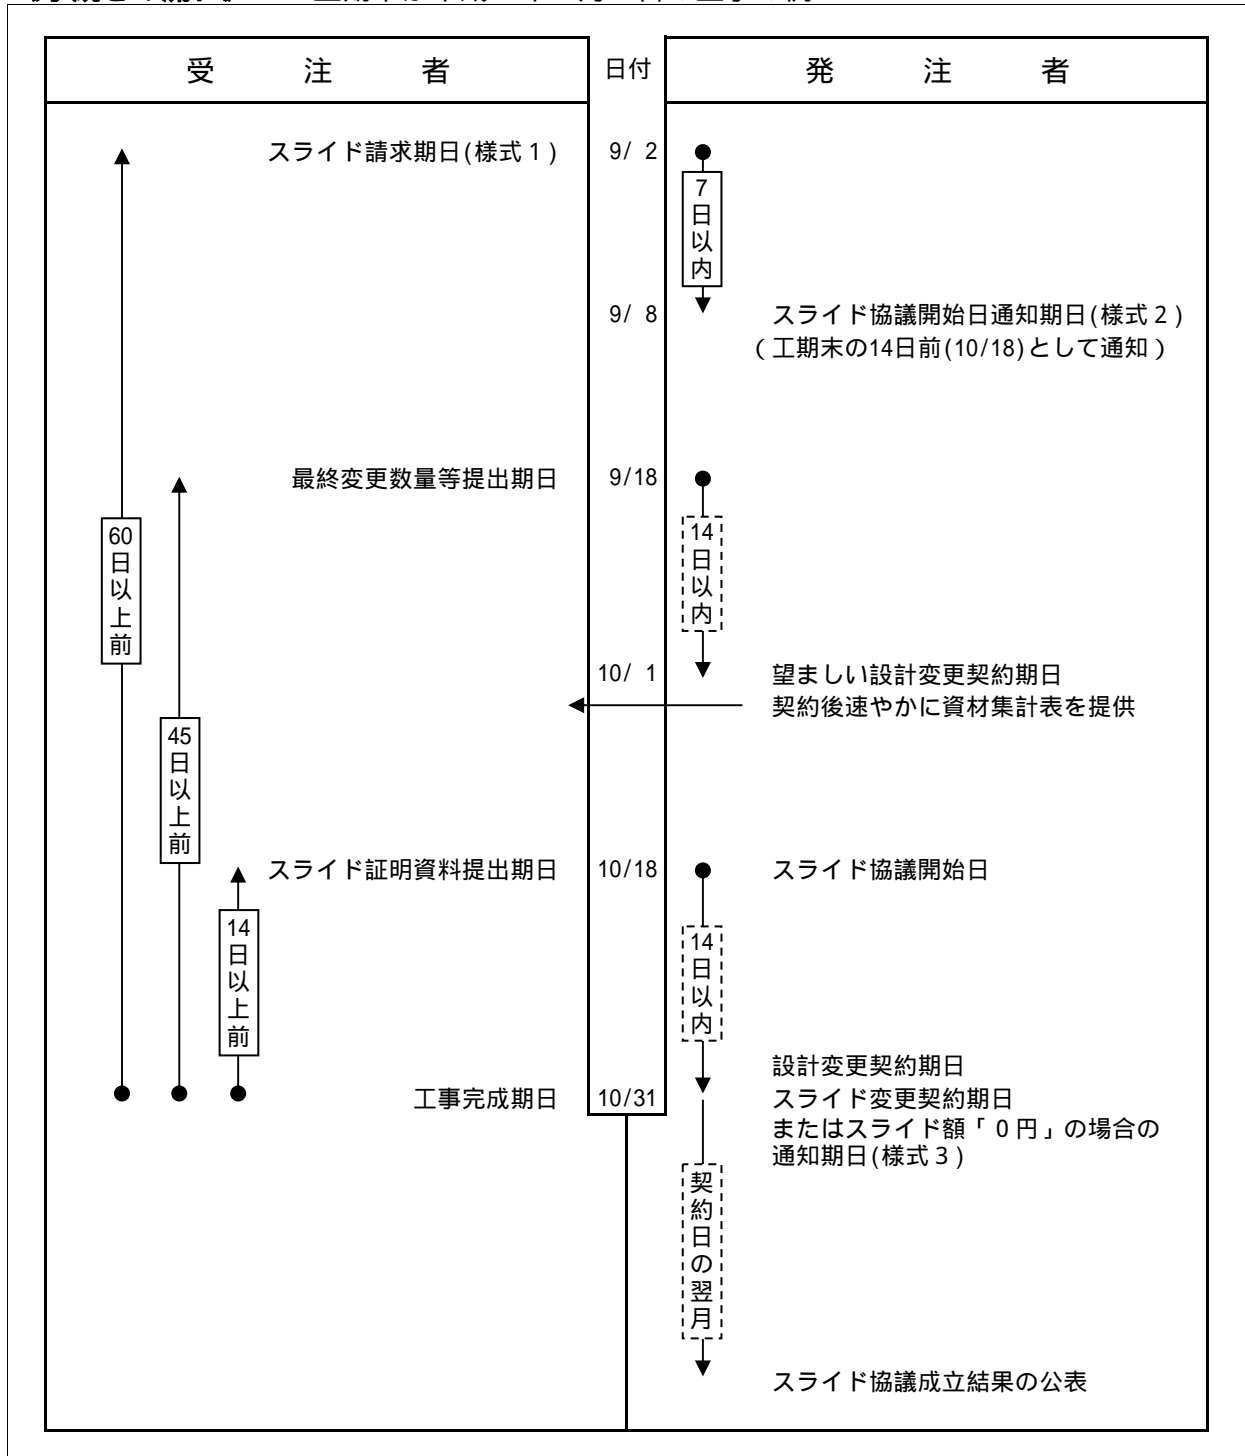 受注者 日付 発注者
スライド請求期日(様式１) 9/ 2
7日以内
9/ 8 スライド協議開始日通知期日(様式２)
（工期末の14日前(10/18)として通知）
最終変更数量等提出期日 9/18
60日以上前
14日以内
10/ 1 望ましい設計変更契約期日
契約後速やかに資材集計表を提供
45日以上前
スライド証明資料提出期日 10/18 スライド協議開始日
14日以上前
14日以内
設計変更契約期日
工事完成期日 10/31 スライド変更契約期日
またはスライド額「０円」の場合の
通知期日(様式３)
契約日の翌月
スライド協議成立結果の公表